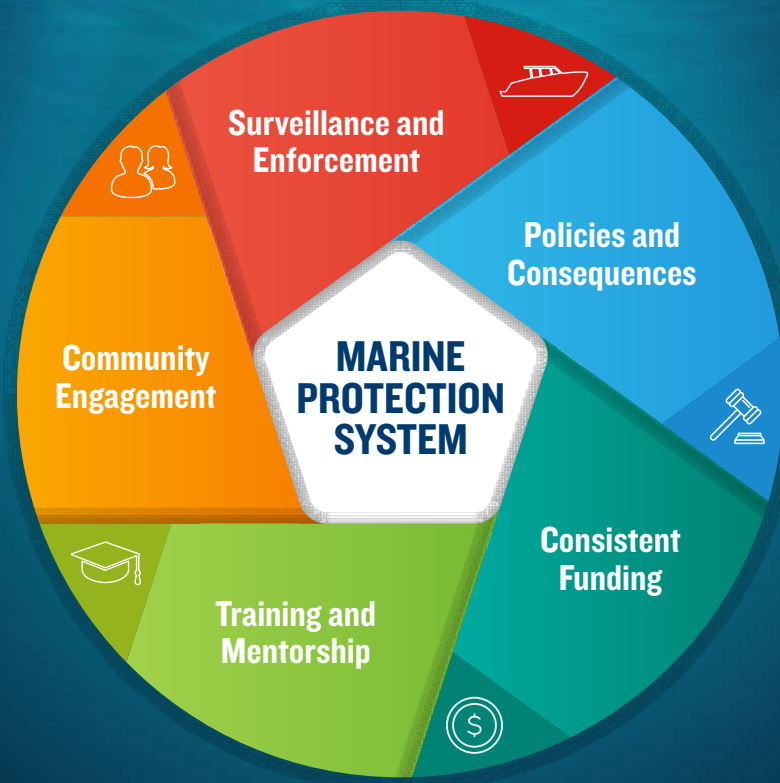 Surveillance and
Enforcement
Policies and
Consequences
Community
Engagement
MARINE
PROTECTION
SYSTEM
Consistent
Funding
Training and
Mentorship
$